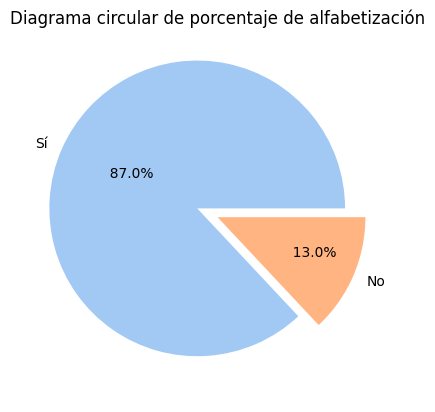 Diagrama circular de porcentaje de alfabetización
Sí
87.0%
13.0%
No